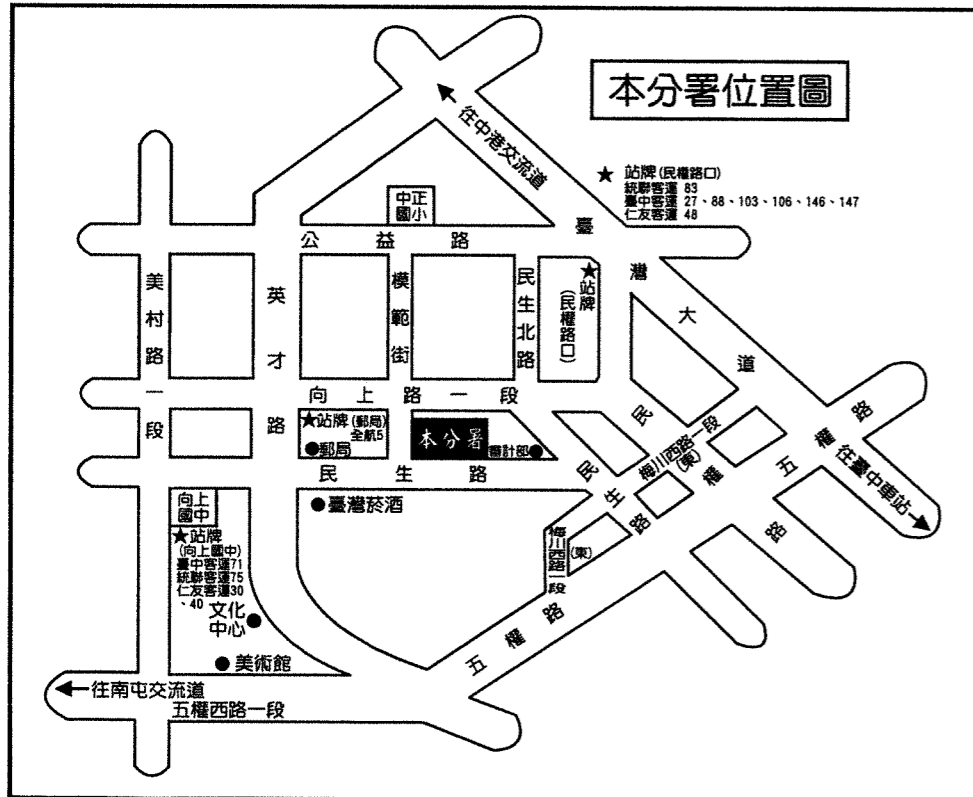 本分署位置圖
往中港交流道
★ 站牌 (民權路口)
統聯客運 83
臺中客運 27、88、103、106、146、147
仁友客運 48
中正
國小
公益路
臺灣大道
美村路一段
英才路
模範街
民生北路
★站牌
(民權路口)
向上路一段
★站牌 (郵局)
全航5
●郵局
本分署
審計部●
民權路
梅川西路一段
(東)
五權路
往臺中車站
民生路
民生路
向上
國中
★站牌
(向上國中)
臺中客運71
統聯客運75
仁友客運30
、40
●臺灣菸酒
梅川西路一段
(東)
文化
中心●
●美術館
五權路
往南屯交流道
五權西路一段